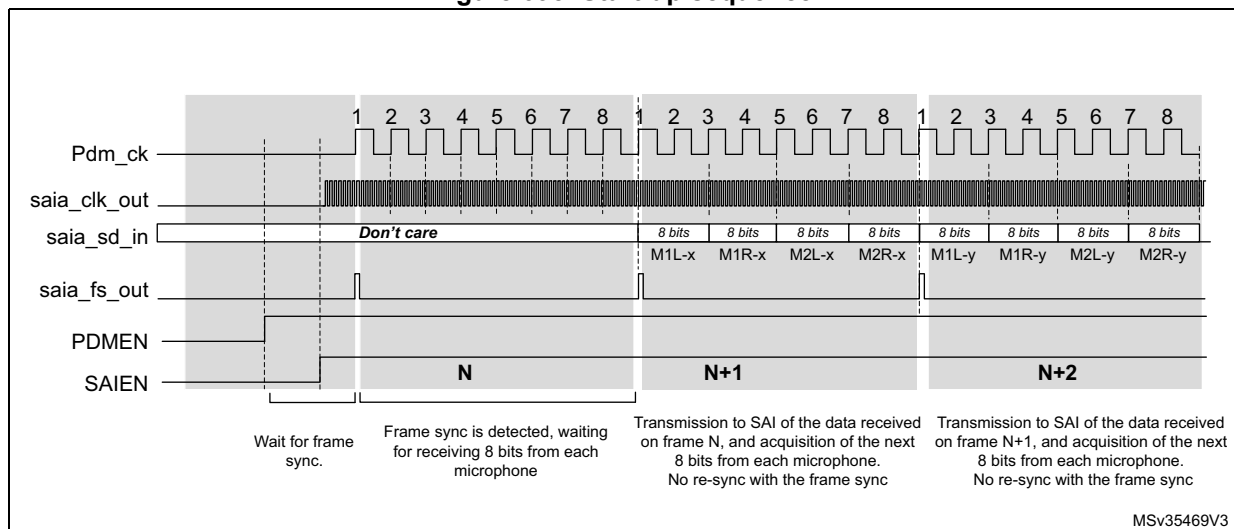 Start-up sequence
1 2 3 4 5 6 7 8 1 2 3 4 5 6 7 8 1 2 3 4 5 6 7 8
Pdm_ck
saia_clk_out
saia_sd_in Don't care 8 bits 8 bits 8 bits 8 bits 8 bits 8 bits 8 bits 8 bits
M1L-x M1R-x M2L-x M2R-x M1L-y M1R-y M2L-y M2R-y
saia_fs_out
PDMEN
SAIEN N N+1 N+2
Wait for frame
sync.
Frame sync is detected, waiting
for receiving 8 bits from each
microphone
Transmission to SAI of the data received
on frame N, and acquisition of the next
8 bits from each microphone.
No re-sync with the frame sync
Transmission to SAI of the data received
on frame N+1, and acquisition of the next
8 bits from each microphone.
No re-sync with the frame sync
MSv35469V3